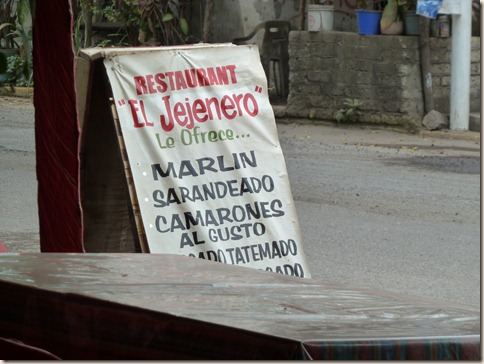 RESTAURANT
"EL Jejenero"
Le Ofrece...
MARLIN
SARANDEADO
CAMARONES
AL GUSTO
TATEMADO